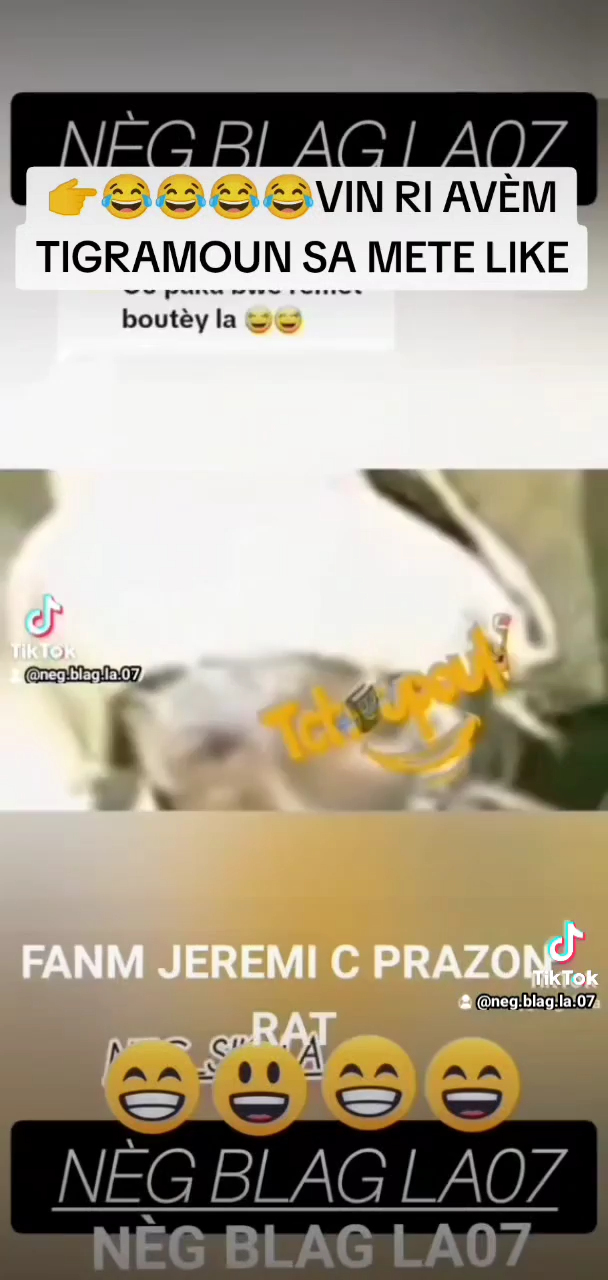 NÈG BLAG LA07
👉😂😂😂😂VIN RI AVÈM
TIGRAMOUN SA METE LIKE
boutèy la 😂😅
TikTok
@neg.blag.la.07
FANM JEREMI C PRAZON
RAT
TikTok
@neg.blag.la.07
😁😃😁😄
NÈG BLAG LA07
NÈG BLAG LA07